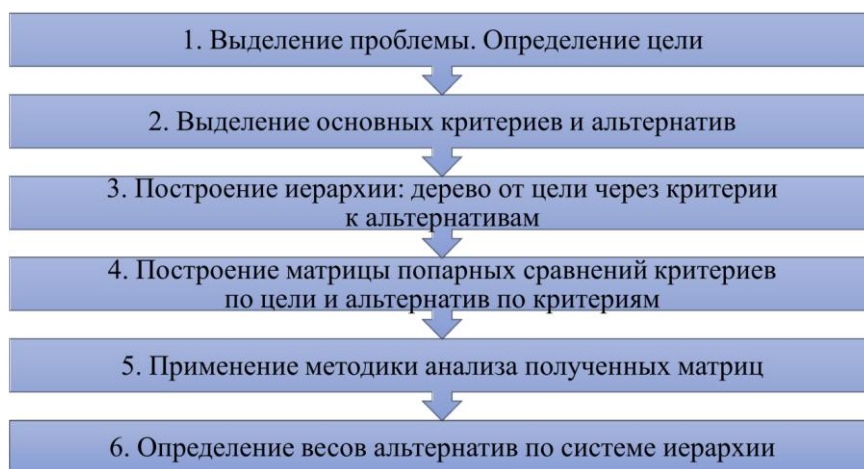 1. Выделение проблемы. Определение цели
2. Выделение основных критериев и альтернатив
3. Построение иерархии: дерево от цели через критерии
к альтернативам
4. Построение матрицы попарных сравнений критериев
по цели и альтернатив по критериям
5. Применение методики анализа полученных матриц
6. Определение весов альтернатив по системе иерархии